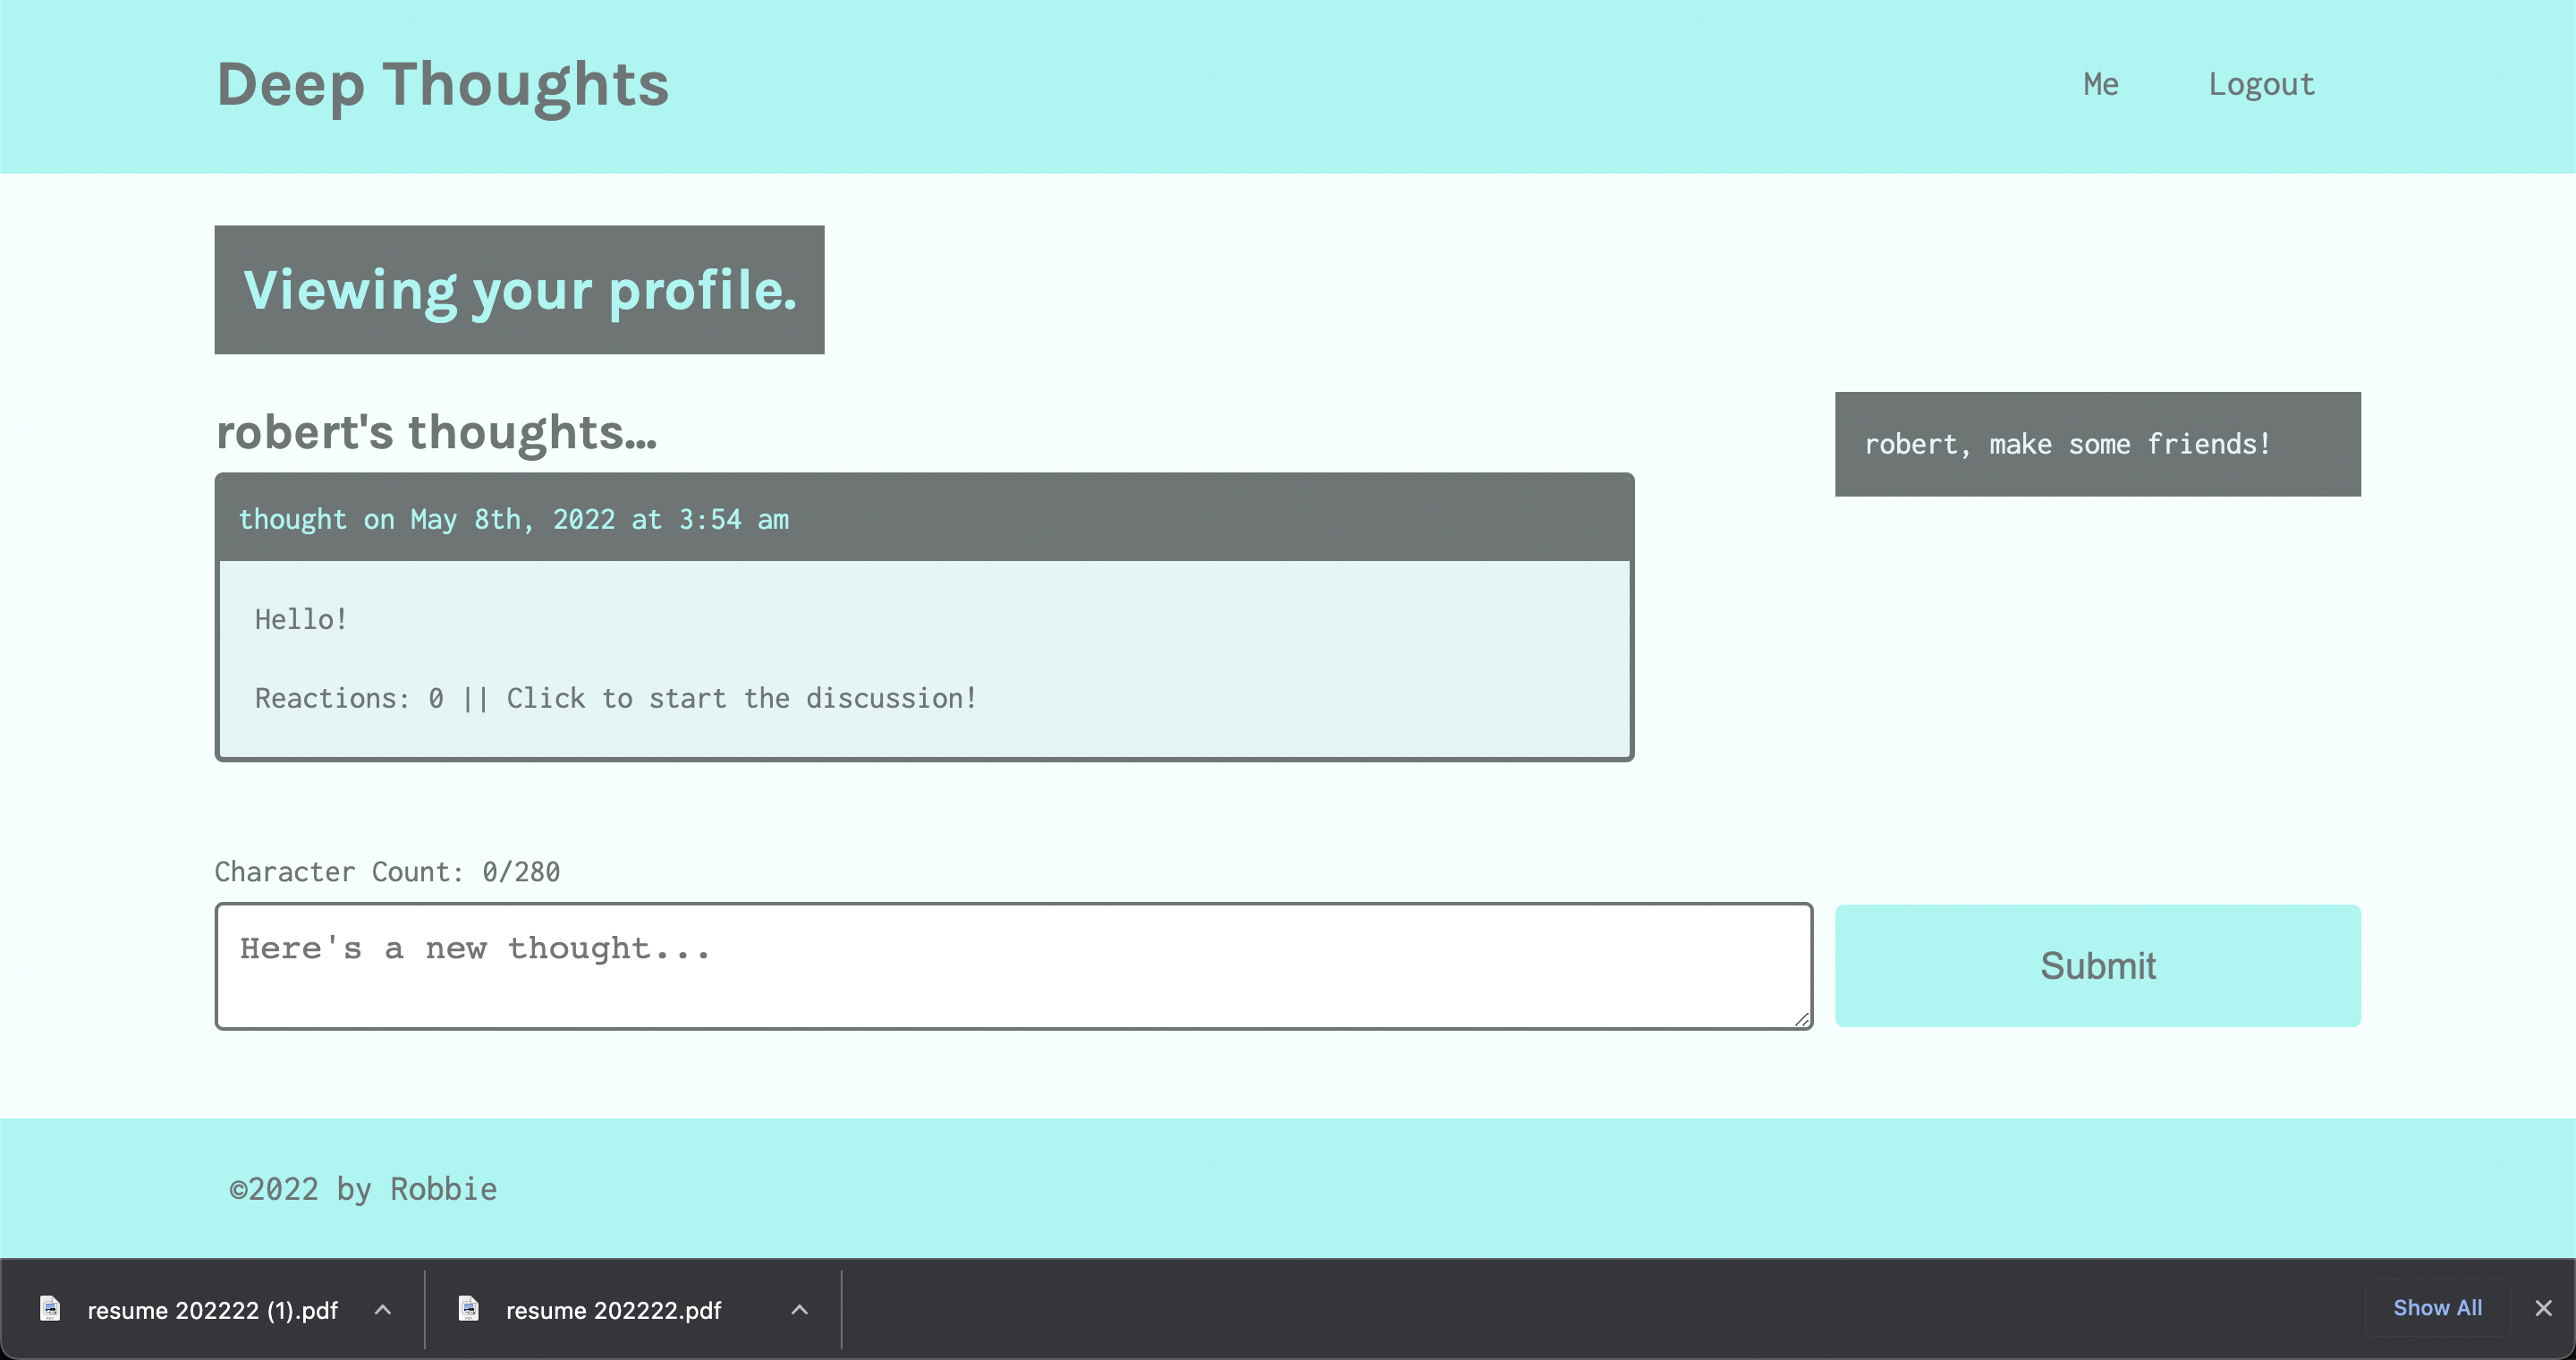 Deep Thoughts
Me
Logout
Viewing your profile.
robert's thoughts...
robert, make some friends!
thought on May 8th, 2022 at 3:54 am
Hello!
Reactions: 0 || Click to start the discussion!
Character Count: 0/280
Here's a new thought...
Submit
©2022 by Robbie
resume 202222 (1).pdf
resume 202222.pdf
Show All